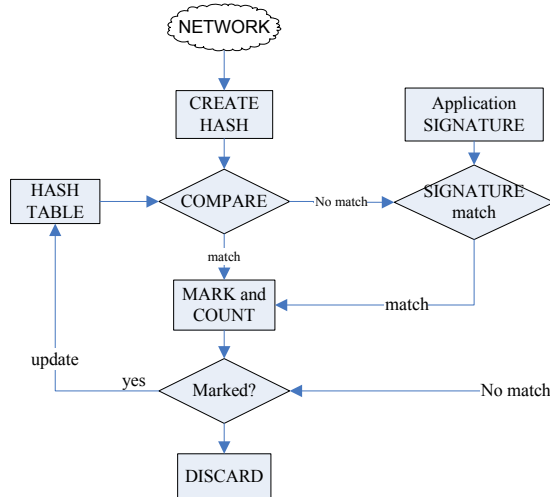 NETWORK
CREATE
HASH
Application
SIGNATURE
HASH
TABLE
COMPARE
No match
SIGNATURE
match
match
MARK and
COUNT
match
update
yes
Marked?
No match
DISCARD